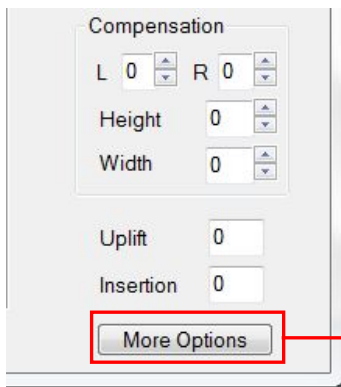 Compensation
L 0 R 0
Height 0
Width 0
Uplift 0
Insertion 0
More Options